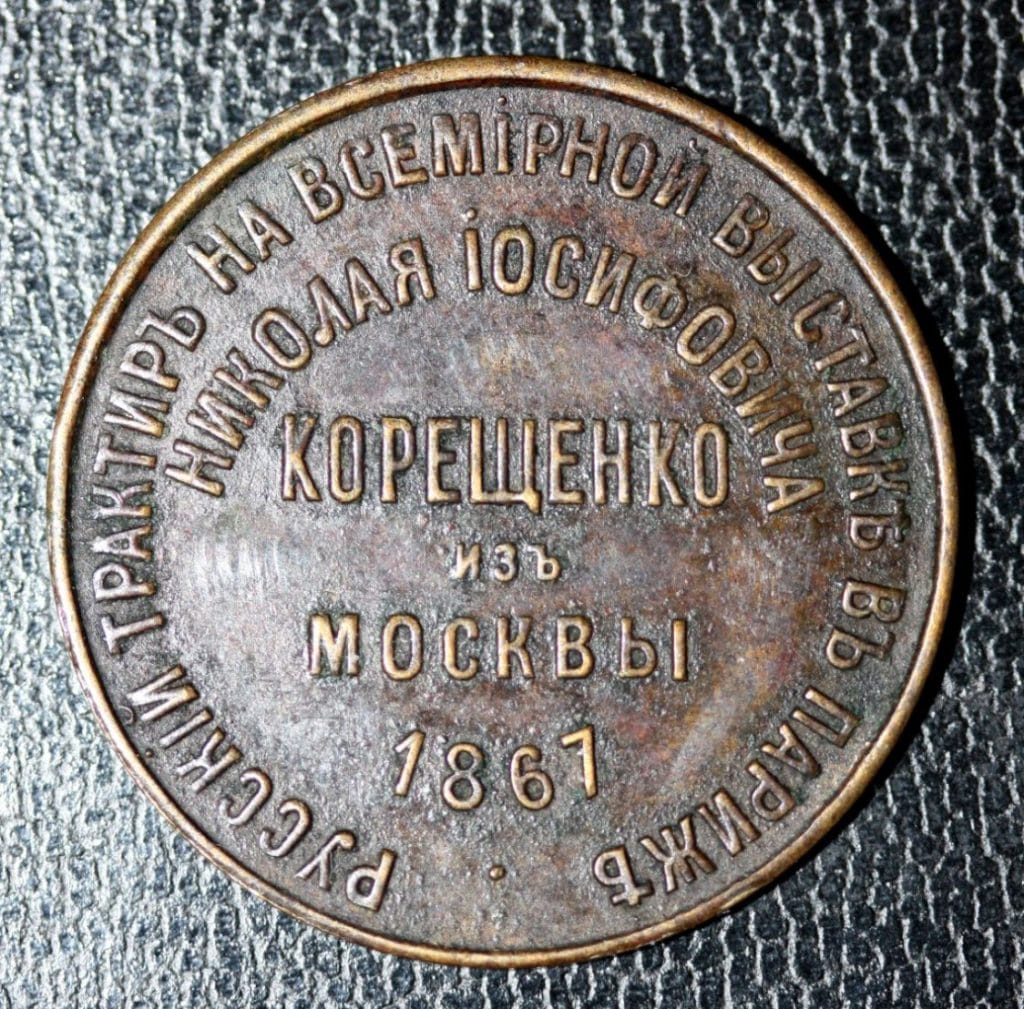 РУССКІЙ ТРАКТИРЪ НА ВСЕМІРНОЙ ВЫСТАВКѢ ВЪ ПАРИЖѢ
НИКОЛАЯ ІОСИФОВИЧА
КОРЕЩЕНКО
изъ
МОСКВЫ
1867